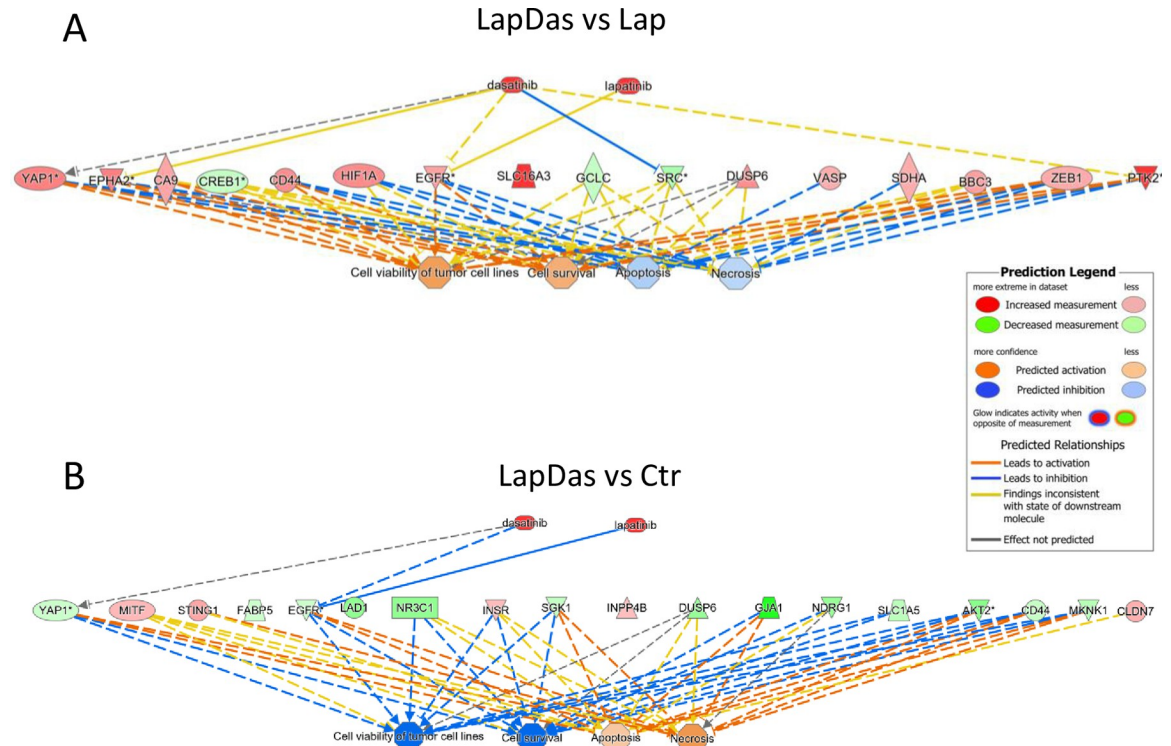 A
LapDas vs Lap
dasatinib lapatinib
YAP1* EPHA2* CA9 CREB1* CD44 HIF1A EGFR* SLC16A3 GCLC SRC* DUSP6 VASP SDHA BBC3 ZEB1 PTK2*
Cell viability of tumor cell lines Cell survival Apoptosis Necrosis
Prediction Legend
more extreme in dataset less
Increased measurement
Decreased measurement
more confidence less
Predicted activation
Predicted inhibition
Glow indicates activity when
opposite of measurement
Predicted Relationships
Leads to activation
Leads to inhibition
Findings inconsistent
with state of downstream
molecule
Effect not predicted
B
LapDas vs Ctr
dasatinib lapatinib
YAP1* MITF STING1 FABP5 EGFR LAD1 NR3C1 INSR SGK1 INPP4B DUSP6 GJA1 NDRG1 SLC1A5 AKT2* CD44 MKNK1 CLDN7
Cell viability of tumor cell lines Cell survival Apoptosis Necrosis